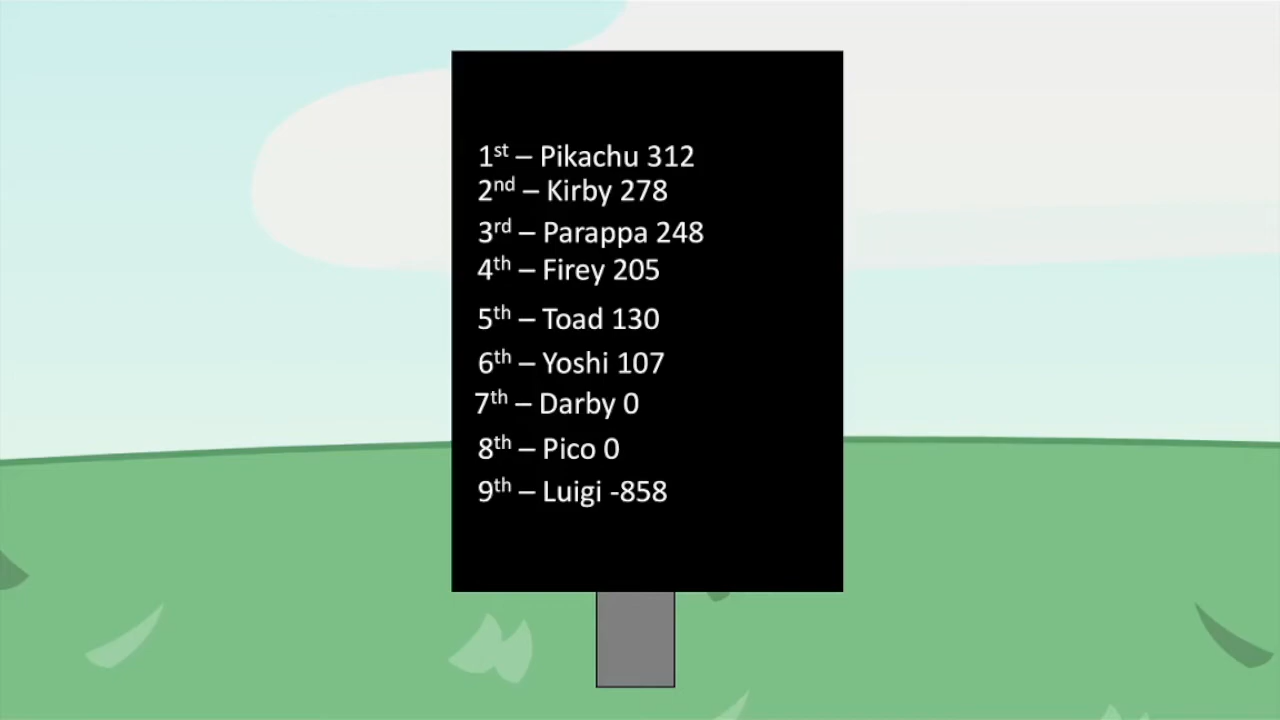 1st – Pikachu 312
2nd – Kirby 278
3rd – Parappa 248
4th – Firey 205
5th – Toad 130
6th – Yoshi 107
7th – Darby 0
8th – Pico 0
9th – Luigi -858